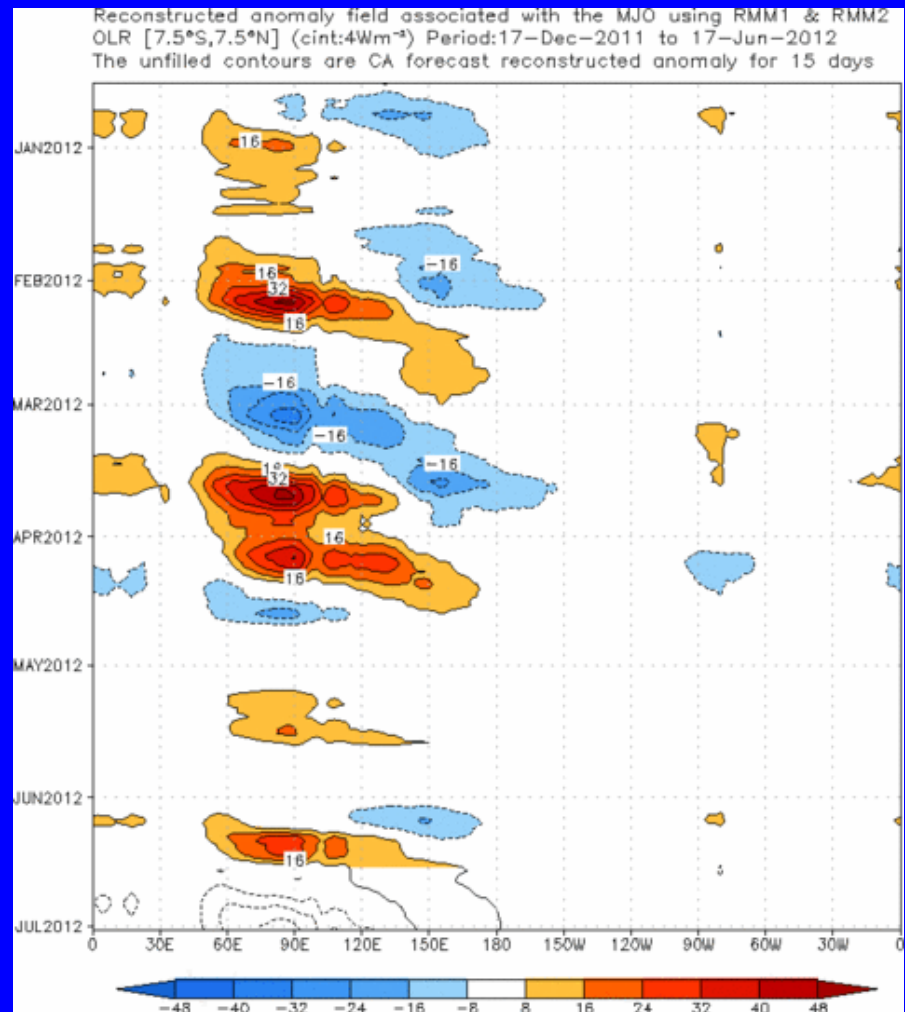 Reconstructed anomaly field associated with the MJO using RMM1 & RMM2
OLR [7.5°S,7.5°N] (cint:4Wm⁻²) Period:17-Dec-2011 to 17-Jun-2012
The unfilled contours are CA forecast reconstructed anomaly for 15 days
16
JAN2012
-16
16
FEB2012
32
16
-16
MAR2012
-16
-16
32
16
APR2012
16
MAY2012
JUN2012
16
JUL2012
0 30E 60E 90E 120E 150E 180 150W 120W 90W 60W 30W 0
-48 -40 -32 -24 -16 -8 8 16 24 32 40 48